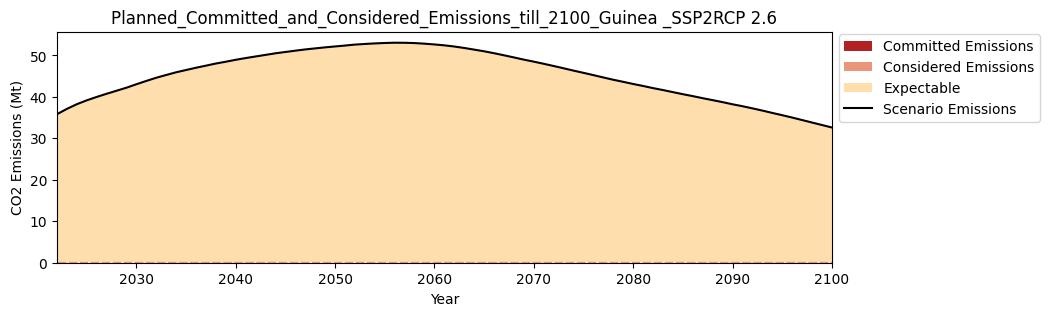 Planned_Committed_and_Considered_Emissions_till_2100_Guinea _SSP2RCP 2.6
Committed Emissions
Considered Emissions
Expectable
Scenario Emissions
CO2 Emissions (Mt)
50
40
30
20
10
0
2030 2040 2050 2060 2070 2080 2090 2100
Year